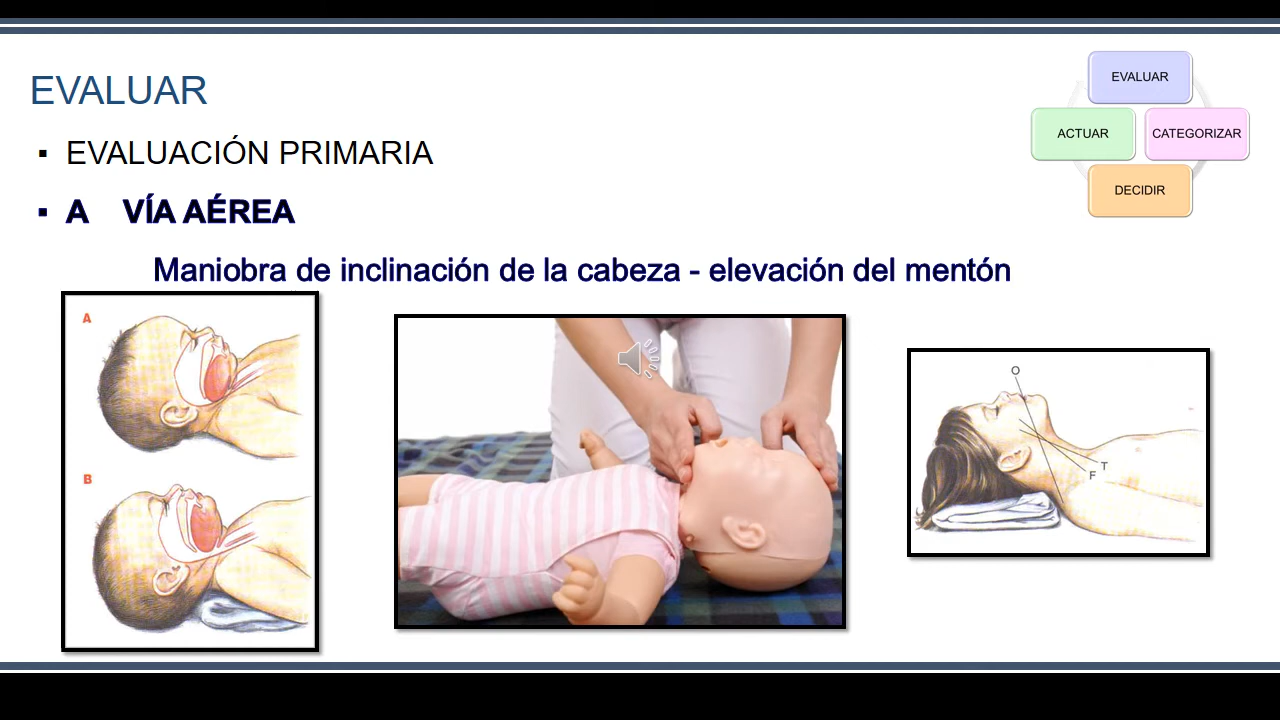 EVALUAR
▪ EVALUACIÓN PRIMARIA
▪ A VÍA AÉREA
Maniobra de inclinación de la cabeza - elevación del mentón
EVALUAR
ACTUAR
CATEGORIZAR
DECIDIR
A
B
O
T
F